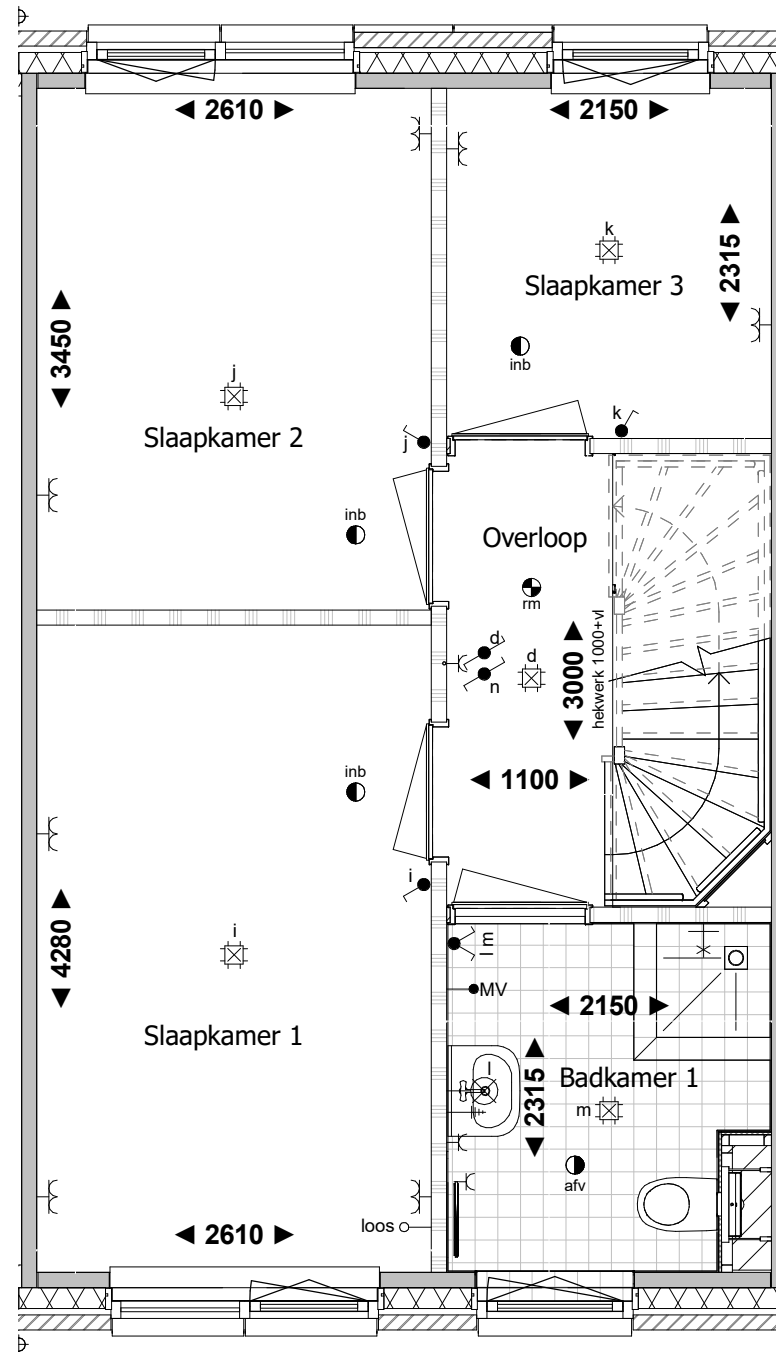 ◄ 2610 ►
◄ 2150 ►
k
◄ 2315 ►
Slaapkamer 3
◄ 3450 ►
inb
j
k
Slaapkamer 2
j
inb
Overloop
rm
d
d
n
◄ 3000 ►
hekwerk 1000+vl
inb
◄ 1100 ►
i
i
◄ 4280 ►
l m
MV
◄ 2150 ►
Slaapkamer 1
l
◄ 2315 ►
Badkamer 1
m
afv
loos
◄ 2610 ►